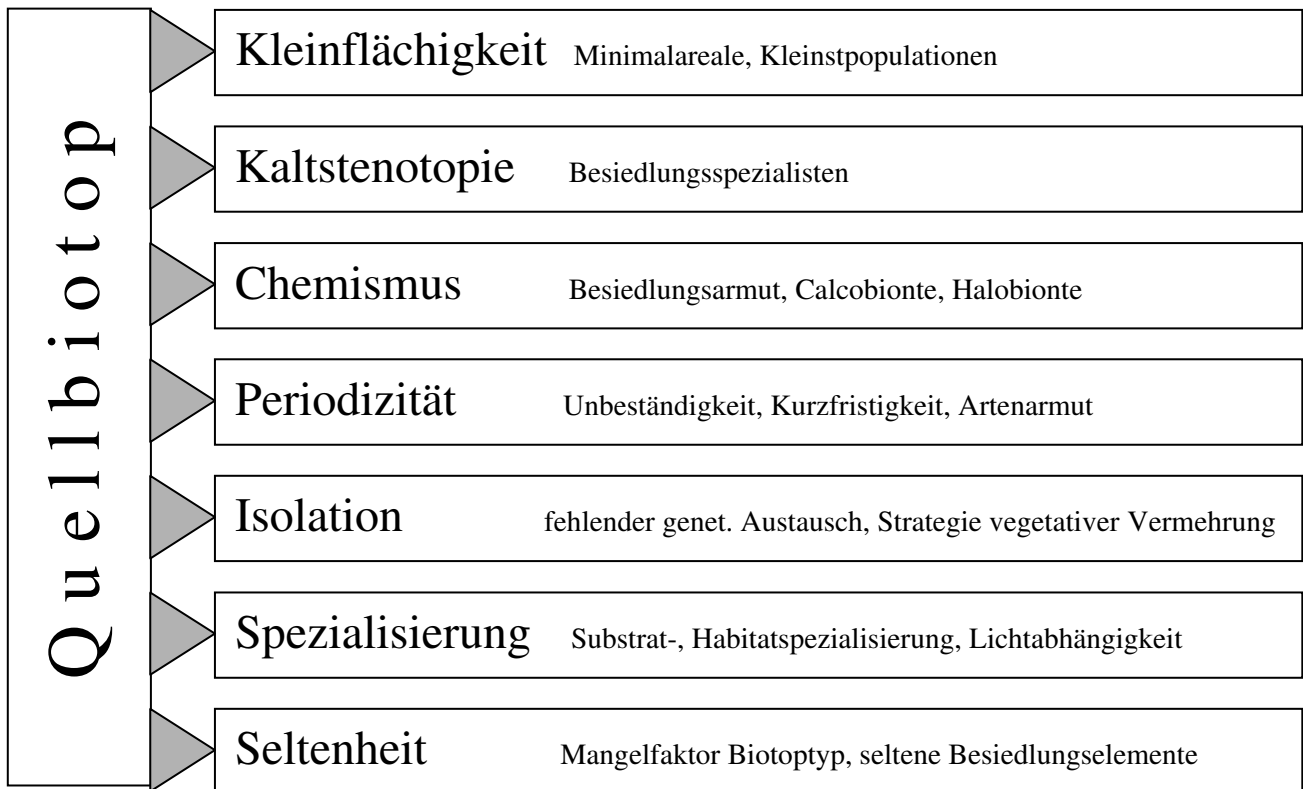 Quellbiotop
Kleinflächigkeit Minimalareale, Kleinstpopulationen
Kaltstenotopie Besiedlungsspezialisten
Chemismus Besiedlungsarmut, Calcobionte, Halobionte
Periodizität Unbeständigkeit, Kurzfristigkeit, Artenarmut
Isolation fehlender genet. Austausch, Strategie vegetativer Vermehrung
Spezialisierung Substrat-, Habitatspezialisierung, Lichtabhängigkeit
Seltenheit Mangelfaktor Biotoptyp, seltene Besiedlungselemente